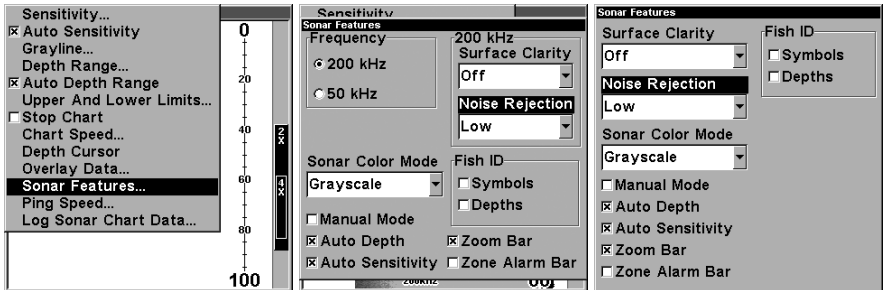 Sensitivity...
Auto Sensitivity
Grayline...
Depth Range...
Auto Depth Range
Upper And Lower Limits...
Stop Chart
Chart Speed...
Depth Cursor
Overlay Data...
Sonar Features...
Ping Speed...
Log Sonar Chart Data...
0
20
40
60
80
100
2x
4x
Sensitivity
Sonar Features
Frequency
200 kHz
50 kHz
200 kHz
Surface Clarity
Off
Noise Rejection
Low
Sonar Color Mode
Grayscale
Fish ID
Symbols
Depths
Manual Mode
Auto Depth
Zoom Bar
Auto Sensitivity
Zone Alarm Bar
200kHz
Sonar Features
Surface Clarity
Off
Noise Rejection
Low
Sonar Color Mode
Grayscale
Fish ID
Symbols
Depths
Manual Mode
Auto Depth
Auto Sensitivity
Zoom Bar
Zone Alarm Bar